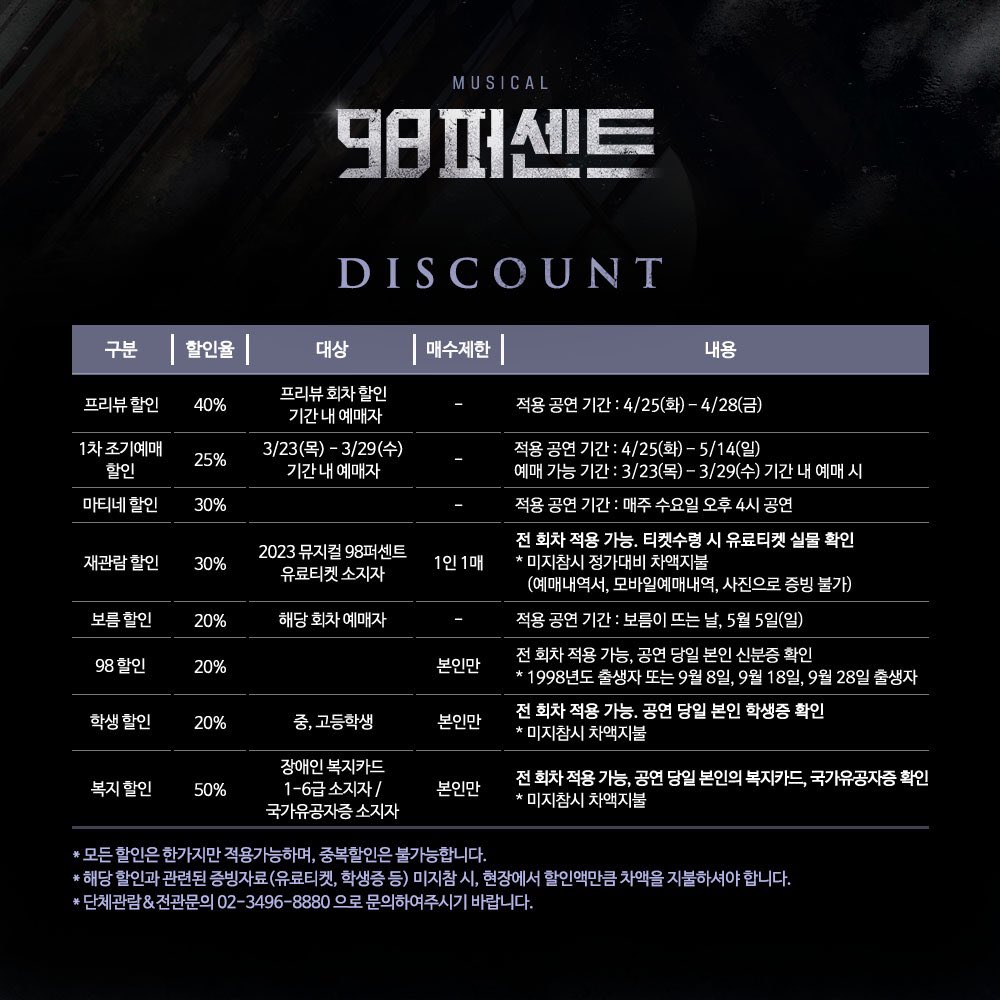 MUSICAL
98퍼센트
DISCOUNT
구분 할인율 대상 매수제한 내용
프리뷰 할인 40% 프리뷰 회차 할인 기간 내 예매자 - 적용 공연 기간 : 4/25(화) - 4/28(금)
1차 조기예매 할인 25% 3/23(목) - 3/29(수) 기간 내 예매자 - 적용 공연 기간 : 4/25(화) - 5/14(일)
예매 가능 기간 : 3/23(목) - 3/29(수) 기간 내 예매 시
마티네 할인 30% - 적용 공연 기간 : 매주 수요일 오후 4시 공연
재관람 할인 30% 2023 뮤지컬 98퍼센트 유료티켓 소지자 1인 1매 전 회차 적용 가능. 티켓수령 시 유료티켓 실물 확인
* 미지참시 정가대비 차액지불
(예매내역서, 모바일예매내역, 사진으로 증빙 불가)
보름 할인 20% 해당 회차 예매자 - 적용 공연 기간 : 보름이 뜨는 날, 5월 5일(일)
98 할인 20% 본인만 전 회차 적용 가능, 공연 당일 본인 신분증 확인
* 1998년도 출생자 또는 9월 8일, 9월 18일, 9월 28일 출생자
학생 할인 20% 중, 고등학생 본인만 전 회차 적용 가능. 공연 당일 본인 학생증 확인
* 미지참시 차액지불
복지 할인 50% 장애인 복지카드 1-6급 소지자 / 국가유공자증 소지자 본인만 전 회차 적용 가능, 공연 당일 본인의 복지카드, 국가유공자증 확인
* 미지참시 차액지불
* 모든 할인은 한가지만 적용가능하며, 중복할인은 불가능합니다.
* 해당 할인과 관련된 증빙자료(유료티켓, 학생증 등) 미지참 시, 현장에서 할인액만큼 차액을 지불하셔야 합니다.
* 단체관람&전관문의 02-3496-8880 으로 문의하여주시기 바랍니다.